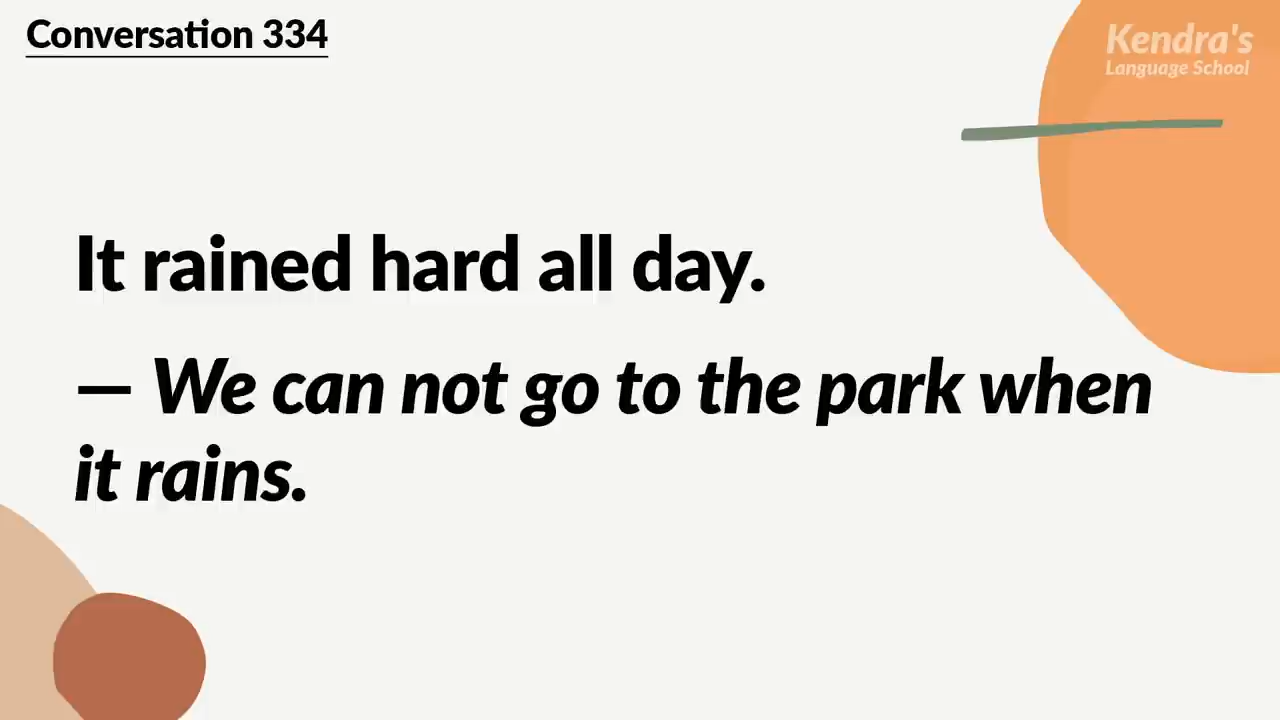 Conversation 334
Kendra's
Language School
It rained hard all day.
— We can not go to the park when
it rains.